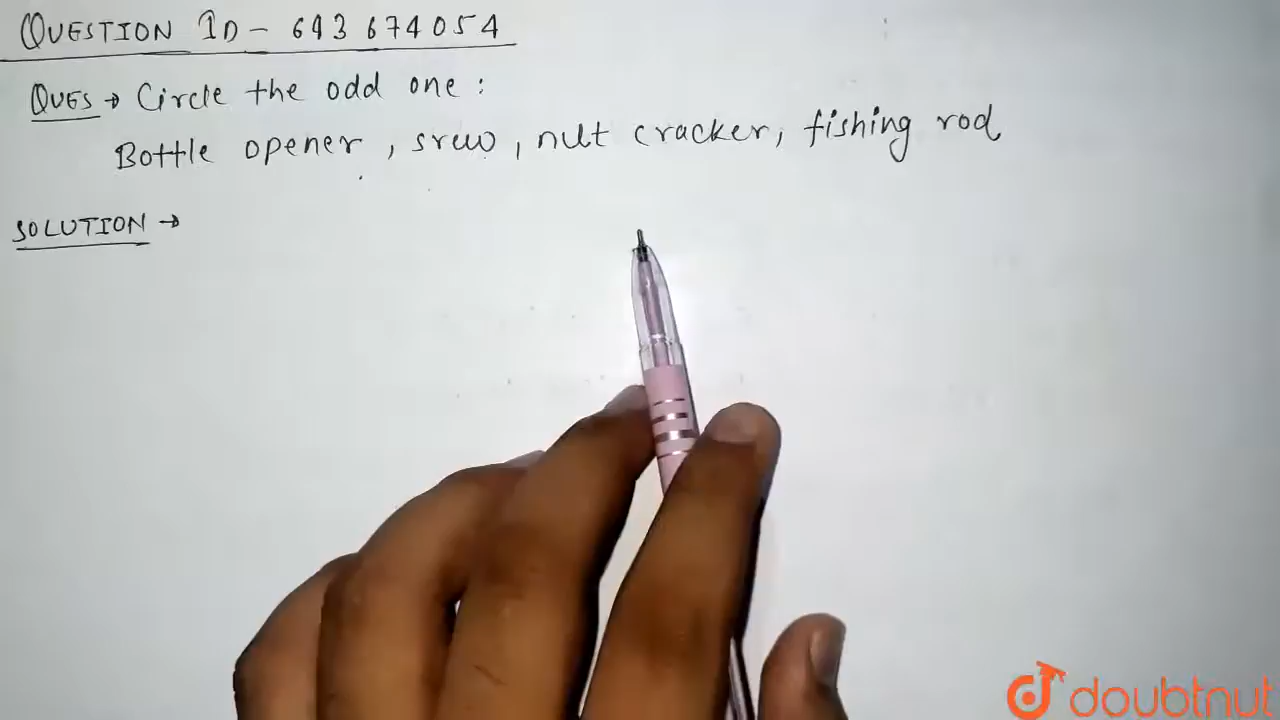 QUESTION ID - 643674054
QUES → Circle the odd one :
Bottle opener , srew , nut cracker, fishing rod
SOLUTION →
doubtnut